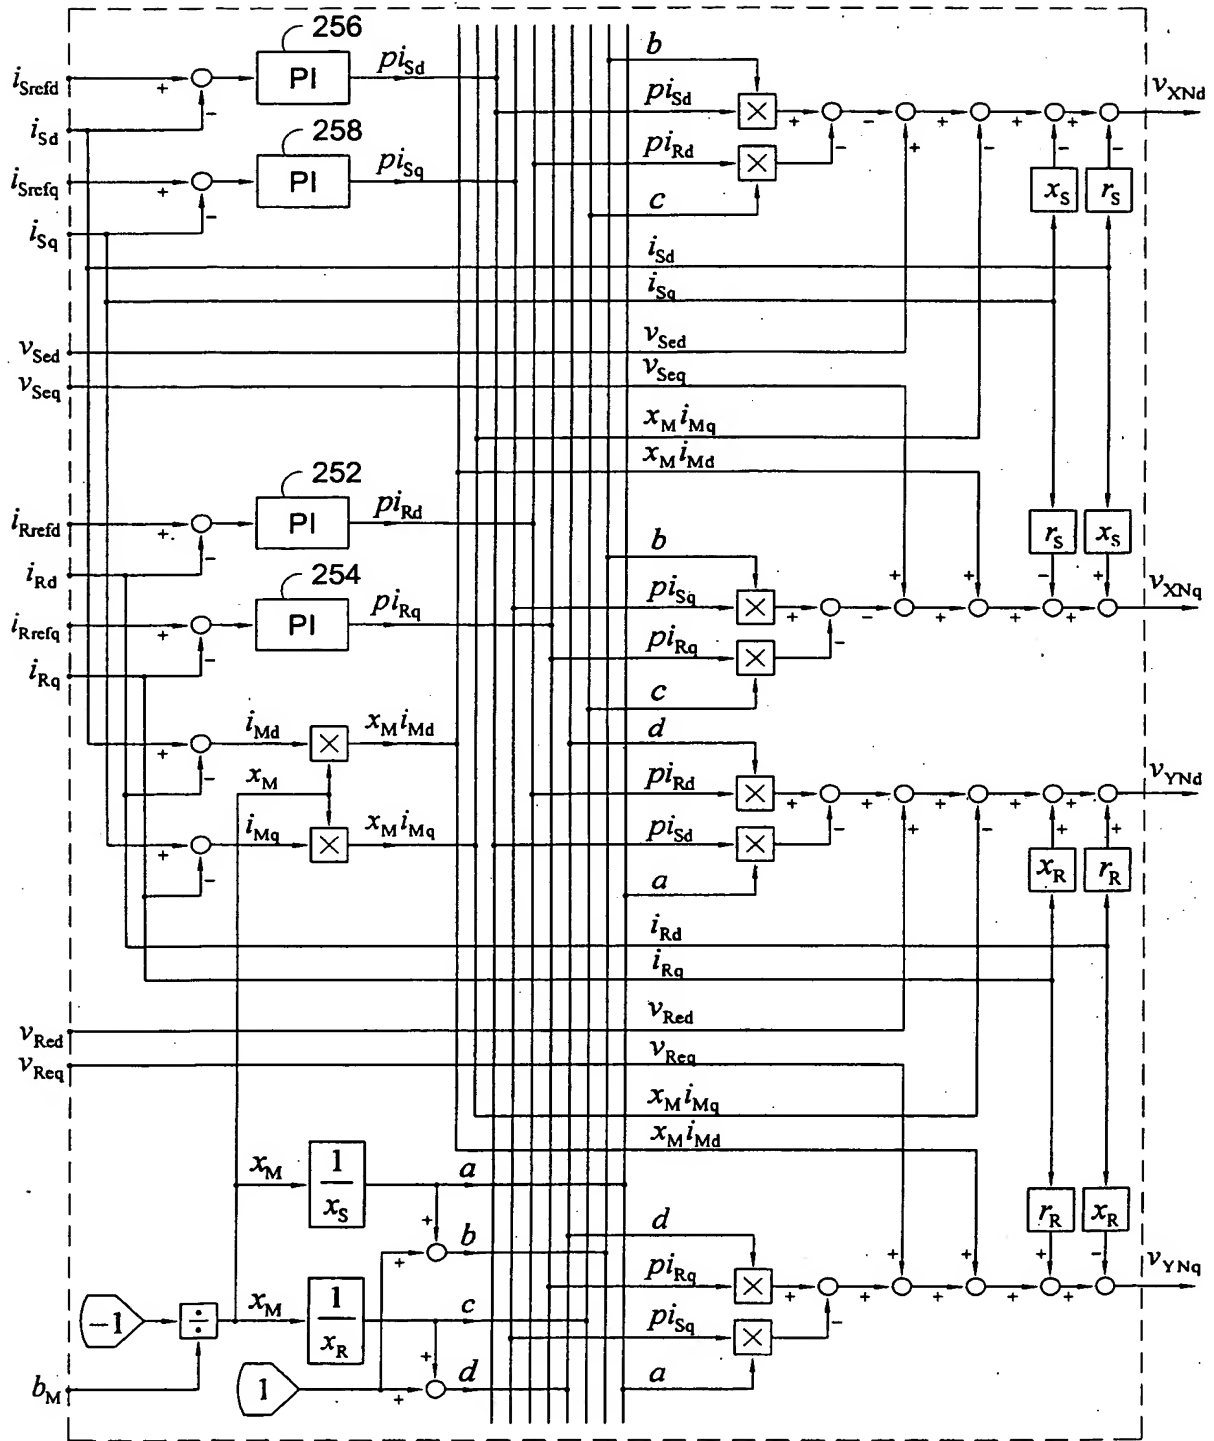 256
b
i_Srefd + PI pi_Sd pi_Sd × + − + + + v_XNd
i_Sd − + − + − − −
258 pi_Rd ×
i_Srefq + PI pi_Sq x_S r_S
− c
i_Sq i_Sd
i_Sq
v_Sed v_Sed
v_Seq v_Seq
x_M i_Mq
x_M i_Md
252
i_Rrefd + PI pi_Rd r_S x_S
− b
i_Rd 254 + + − +
i_Rrefq + PI pi_Rq pi_Sq × + − + + + v_XNq
− pi_Rq × −
i_Rq c
i_Md × x_M i_Md d
+ − v_YNd
x_M pi_Rd × + + + + +
i_Mq × x_M i_Mq pi_Sd × − + − + +
+ − a x_R r_R
i_Rd
i_Rq
v_Red v_Red
v_Req v_Req
x_M i_Mq
x_M i_Md
x_M 1/x_S a
+ d r_R x_R
+ b + + + − v_YNq
pi_Rq × + + + + +
−1 ÷ x_M 1/x_R c pi_Sq × −
+
b_M 1 + d a